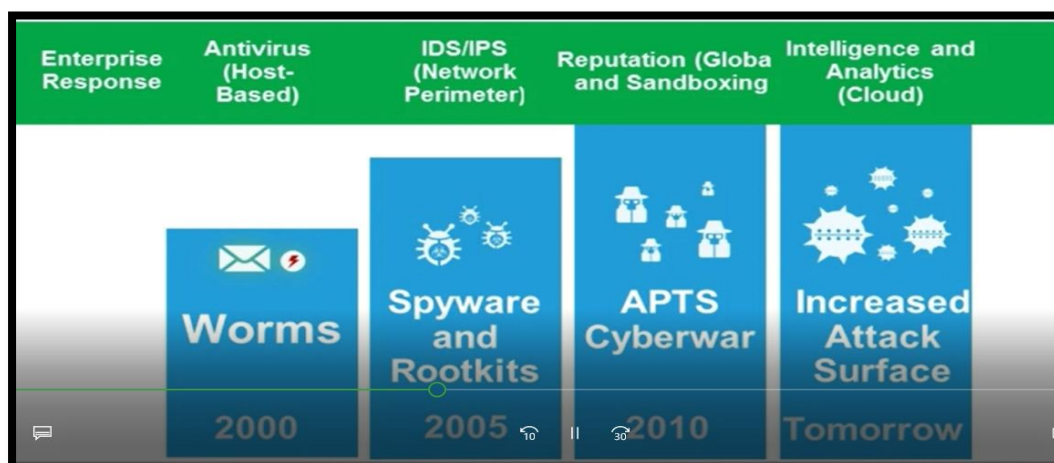 Enterprise
Response
Antivirus
(Host-
Based)
IDS/IPS
(Network
Perimeter)
Reputation (Globa
and Sandboxing
Intelligence and
Analytics
(Cloud)
Worms
2000
Spyware
and
Rootkits
2005
APTS
Cyberwar
2010
Increased
Attack
Surface
Tomorrow
10
30